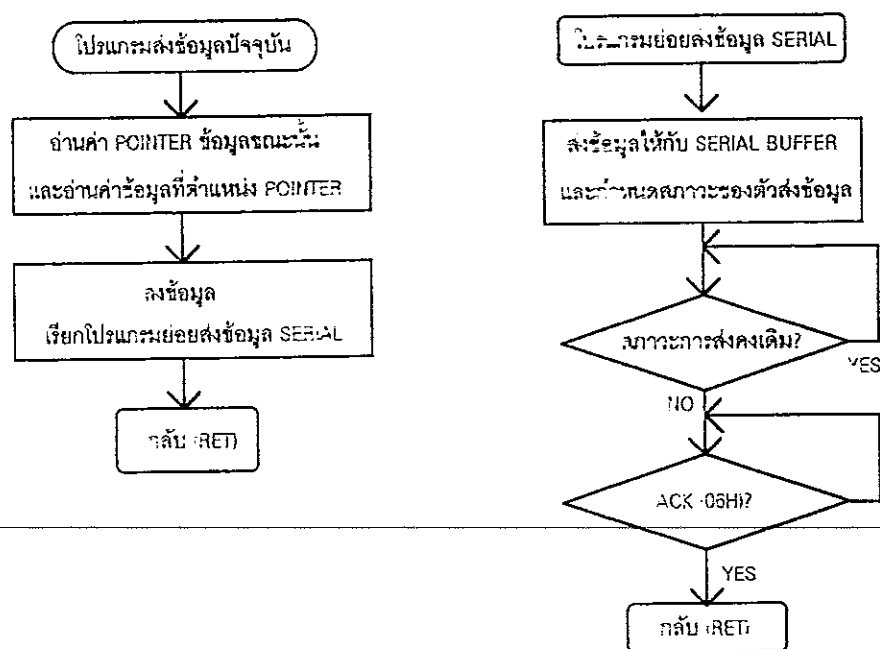 โปรแกรมส่งข้อมูลปัจจุบัน
อ่านค่า POINTER ข้อมูลขณะนั้น
และอ่านค่าข้อมูลที่ตำแหน่ง POINTER
ส่งข้อมูล
เรียกโปรแกรมย่อยส่งข้อมูล SERIAL
กลับ (RET)
โปรแกรมย่อยส่งข้อมูล SERIAL
ส่งข้อมูลให้กับ SERIAL BUFFER
และกำหนดสภาวะของตัวส่งข้อมูล
สภาวะการส่งคงเดิม?
YES
NO
ACK (06H)?
YES
กลับ (RET)